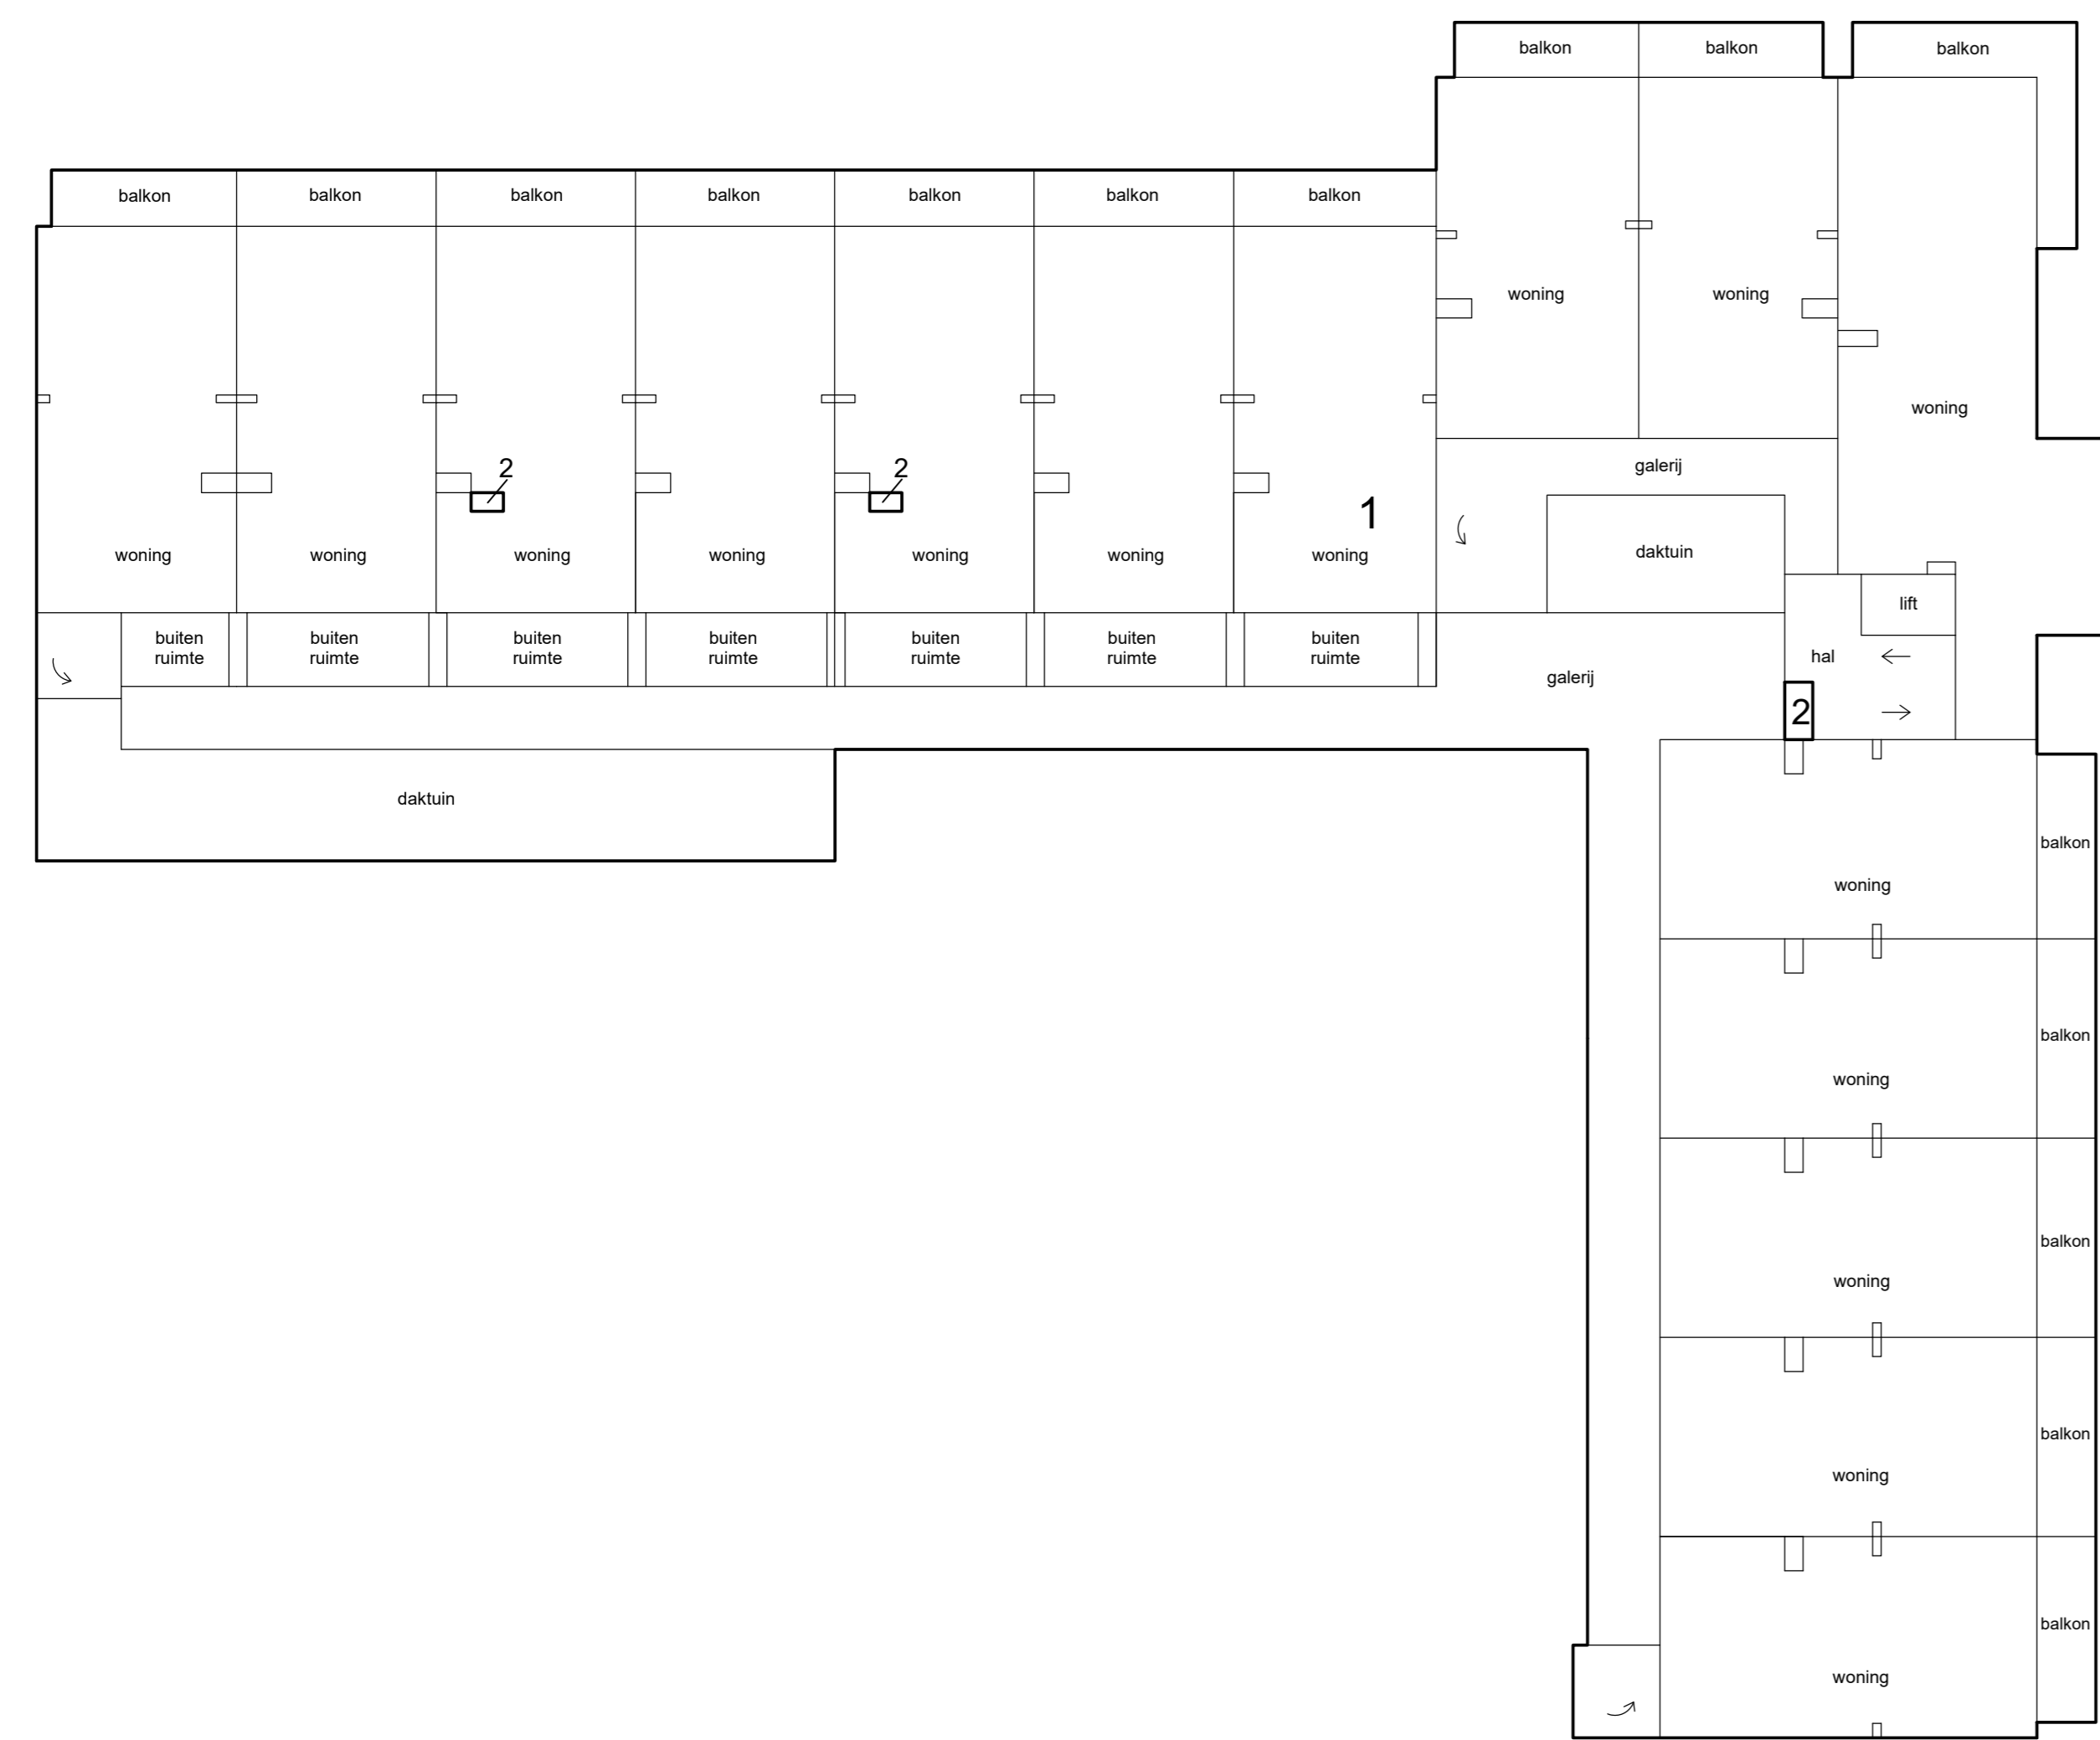 balkon balkon balkon
balkon balkon balkon balkon balkon balkon balkon
woning woning
woning
galerij
2 2
1
daktuin
woning woning woning woning woning woning woning
lift
buiten buiten buiten buiten buiten buiten buiten
ruimte ruimte ruimte ruimte ruimte ruimte ruimte
hal
galerij
2
daktuin
balkon
woning
balkon
woning
balkon
woning
balkon
woning
balkon
woning